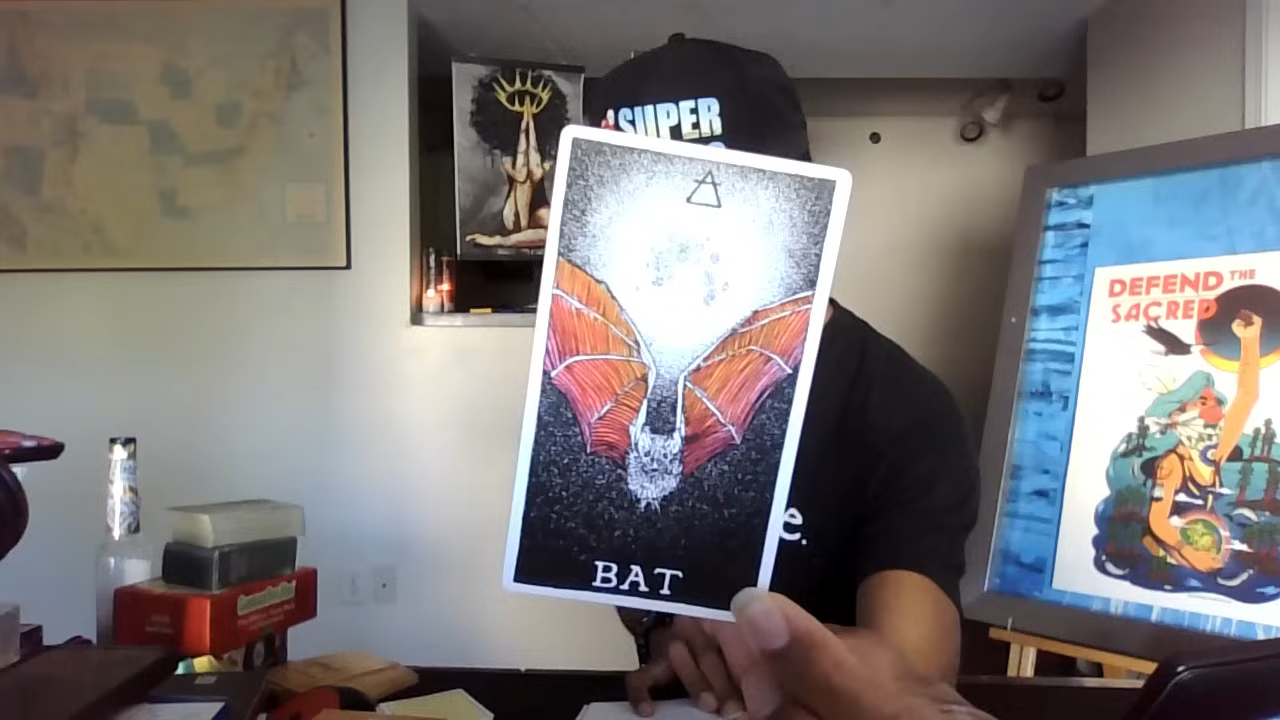 SUPER
DEFEND THE
SACRED
e.
BAT